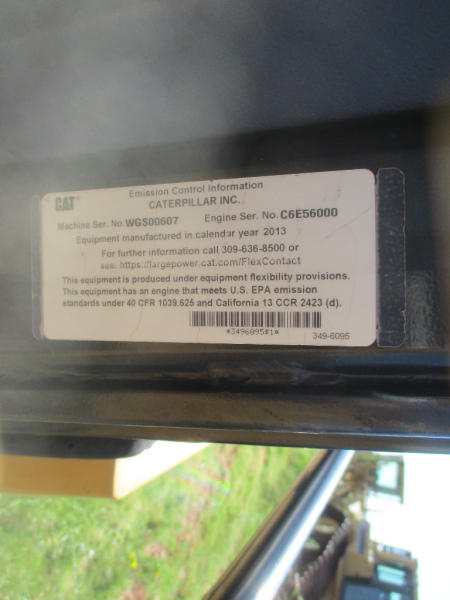 CAT
Emission Control Information
CATERPILLAR INC.
Machine Ser. No. WGS00607 Engine Ser. No. C6E56000
Equipment manufactured in calendar year 2013
For further information call 309-636-8500 or
see: https://largepower.cat.com/FlexContact
This equipment is produced under equipment flexibility provisions.
This equipment has an engine that meets U.S. EPA emission
standards under 40 CFR 1039.625 and California 13 CCR 2423 (d).
*3496095$1*
349-6095